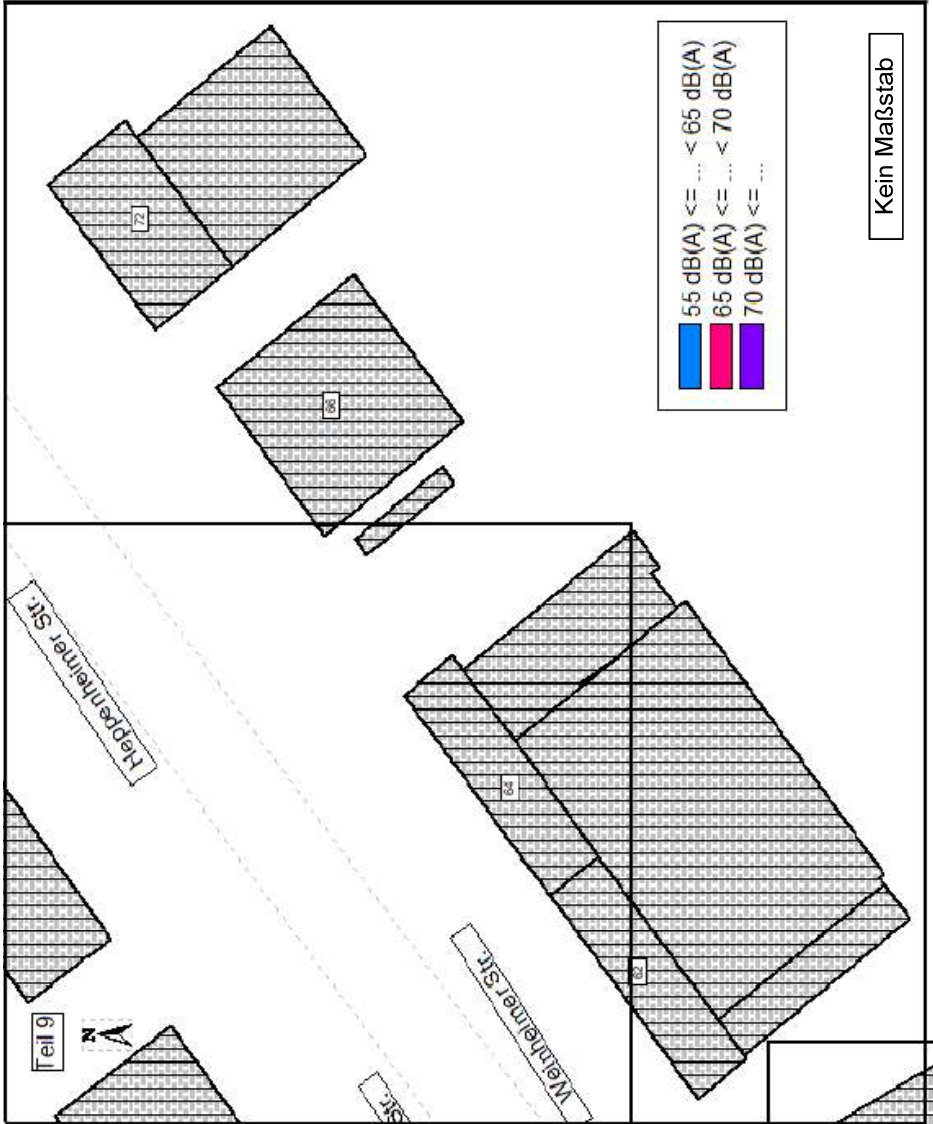 Teil 9
N
Heppenheimer Str.
Weinheimer Str.
Str.
72
66
64
62
55 dB(A) <= ... < 65 dB(A)
65 dB(A) <= ... < 70 dB(A)
70 dB(A) <= ...
Kein Maßstab